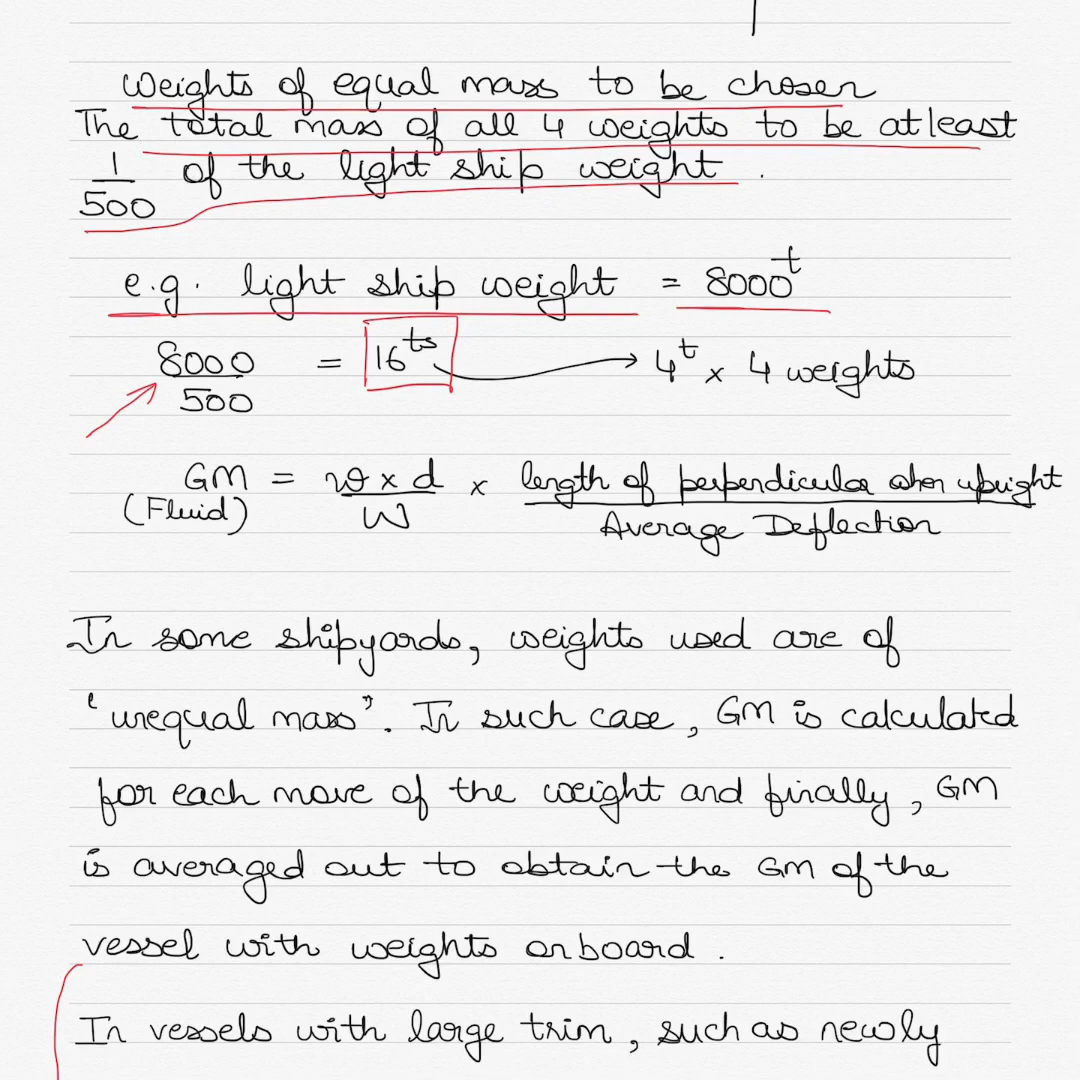 Weights of equal mass to be chosen
The total mass of all 4 weights to be atleast
1/500 of the light ship weight .
e.g. light ship weight = 8000t
8000/500 = 16ts → 4t x 4 weights
GM (Fluid) = w x d / W x length of perpendicular when upright / Average Deflection
In some shipyards, weights used are of
"unequal mass". In such case, GM is calculated
for each move of the weight and finally, GM
is averaged out to obtain the GM of the
vessel with weights onboard .
In vessels with large trim, such as newly